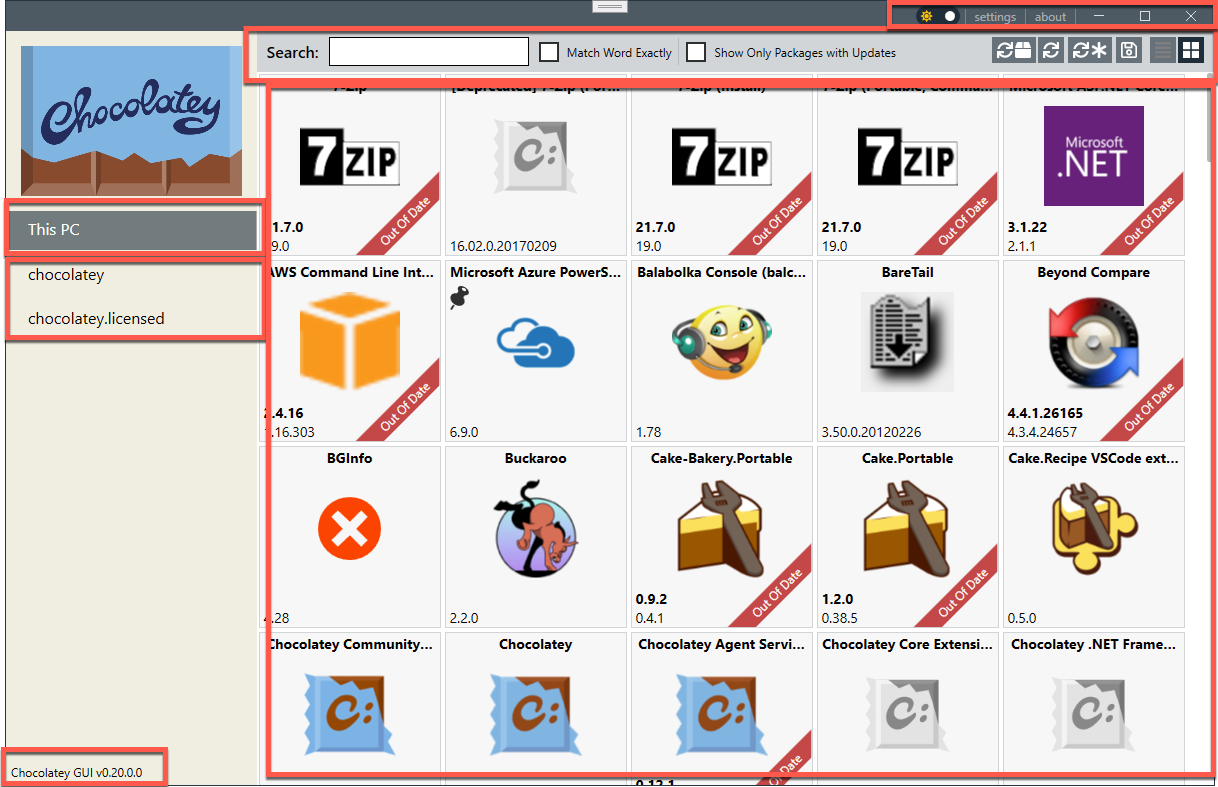 settings
about
Search:
Match Word Exactly
Show Only Packages with Updates
Chocolatey
This PC
chocolatey
chocolatey.licensed
Chocolatey GUI v0.20.0.0
7-Zip
7ZIP
21.7.0
19.0
Out Of Date
[Deprecated] 7-Zip (Por...
C:
16.02.0.20170209
7-Zip (Install)
7ZIP
21.7.0
19.0
Out Of Date
7-Zip (Portable, Comma...
7ZIP
21.7.0
19.0
Out Of Date
Microsoft ASP.NET Core...
Microsoft
.NET
3.1.22
2.1.1
Out Of Date
AWS Command Line Int...
2.4.16
1.16.303
Out Of Date
Microsoft Azure PowerS...
6.9.0
Balabolka Console (balc...
1.78
BareTail
3.50.0.20120226
Beyond Compare
4.4.1.26165
4.3.4.24657
Out Of Date
BGInfo
4.28
Buckaroo
2.2.0
Cake-Bakery.Portable
0.9.2
0.4.1
Out Of Date
Cake.Portable
1.2.0
0.38.5
Out Of Date
Cake.Recipe VSCode ext...
0.5.0
Chocolatey Community...
C:
Chocolatey
C:
Chocolatey Agent Servi...
C:
0.12.1
Out Of Date
Chocolatey Core Extensi...
C:
Chocolatey .NET Frame...
C: